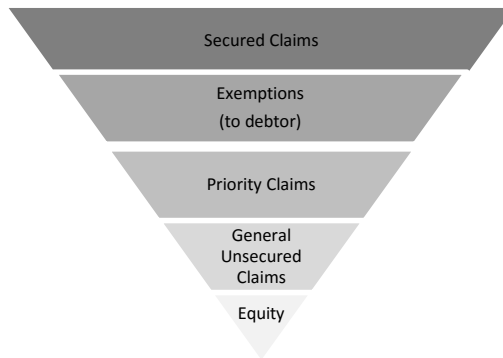 Secured Claims
Exemptions
(to debtor)
Priority Claims
General
Unsecured
Claims
Equity